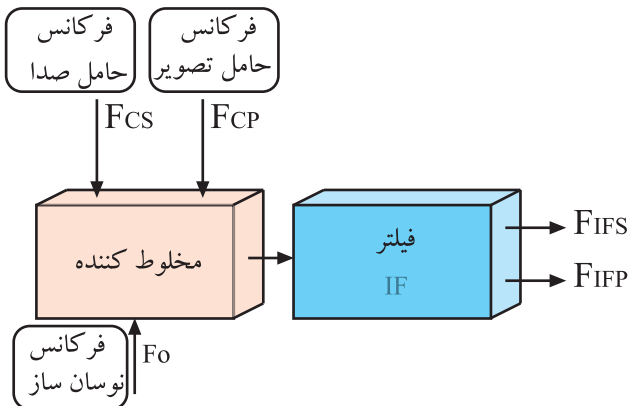 فرکانس
حامل صدا
فرکانس
حامل تصویر
FCS
FCP
مخلوط کننده
فیلتر
IF
FIFS
FIFP
فرکانس
نوسان ساز
Fo